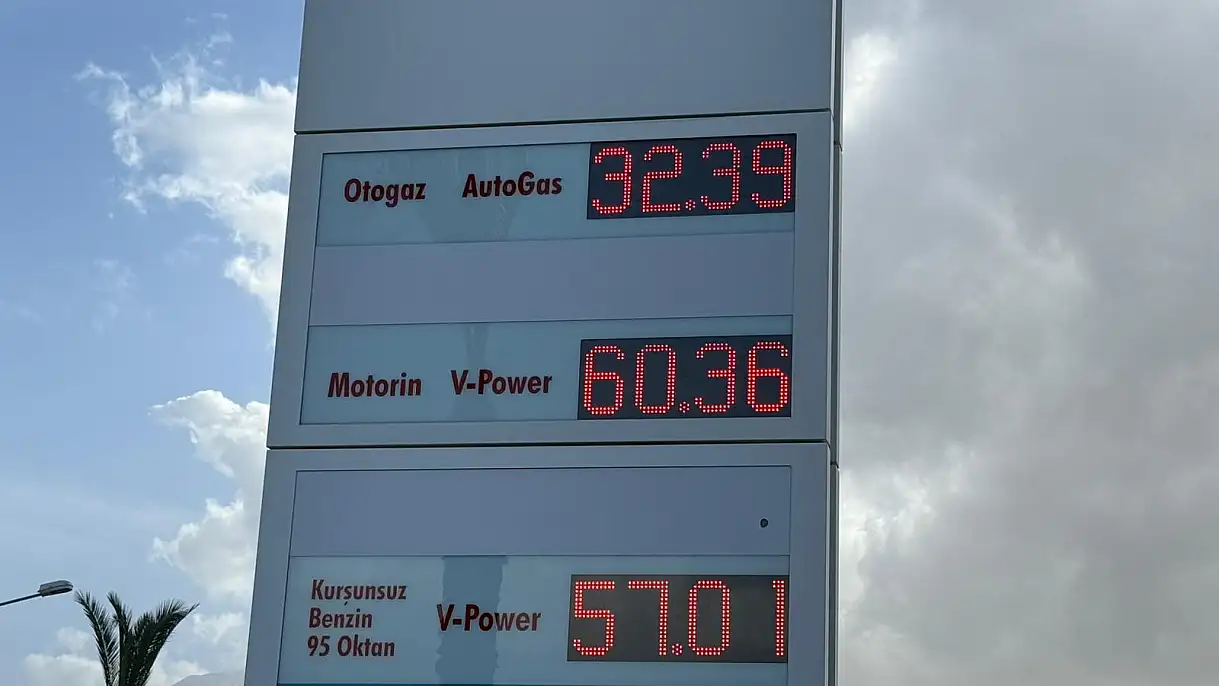 Otogaz AutoGas 32.39
Motorin V-Power 60.36
Kurşunsuz
Benzin V-Power 57.01
95 Oktan